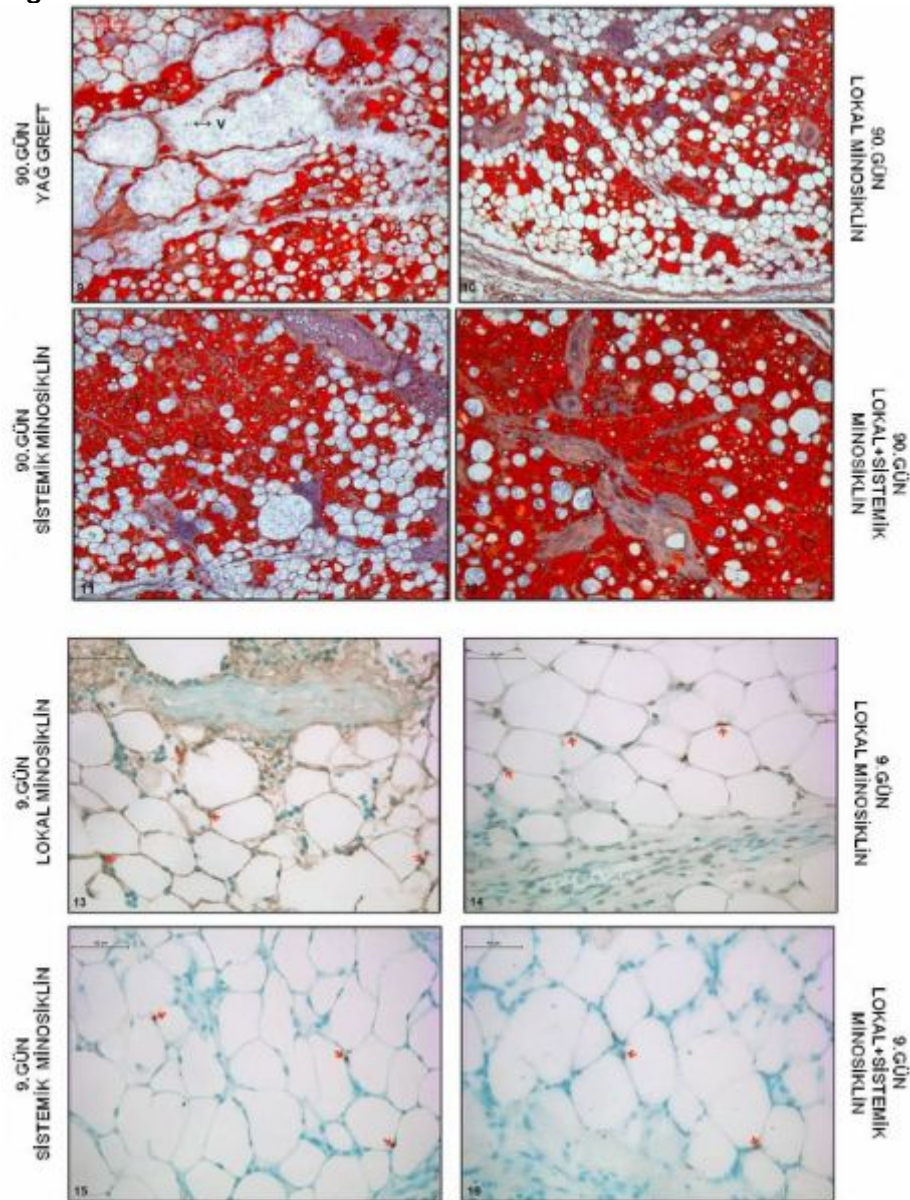 90.GÜN
YAĞ GREFT
9
V
10
90.GÜN
LOKAL MİNOSİKLİN
90.GÜN
SİSTEMİK MİNOSİKLİN
11
90.GÜN
LOKAL+SİSTEMİK
MİNOSİKLİN
9.GÜN
LOKAL MİNOSİKLİN
13
14
9.GÜN
LOKAL MİNOSİKLİN
9.GÜN
SİSTEMİK MİNOSİKLİN
15
16
9.GÜN
LOKAL+SİSTEMİK
MİNOSİKLİN